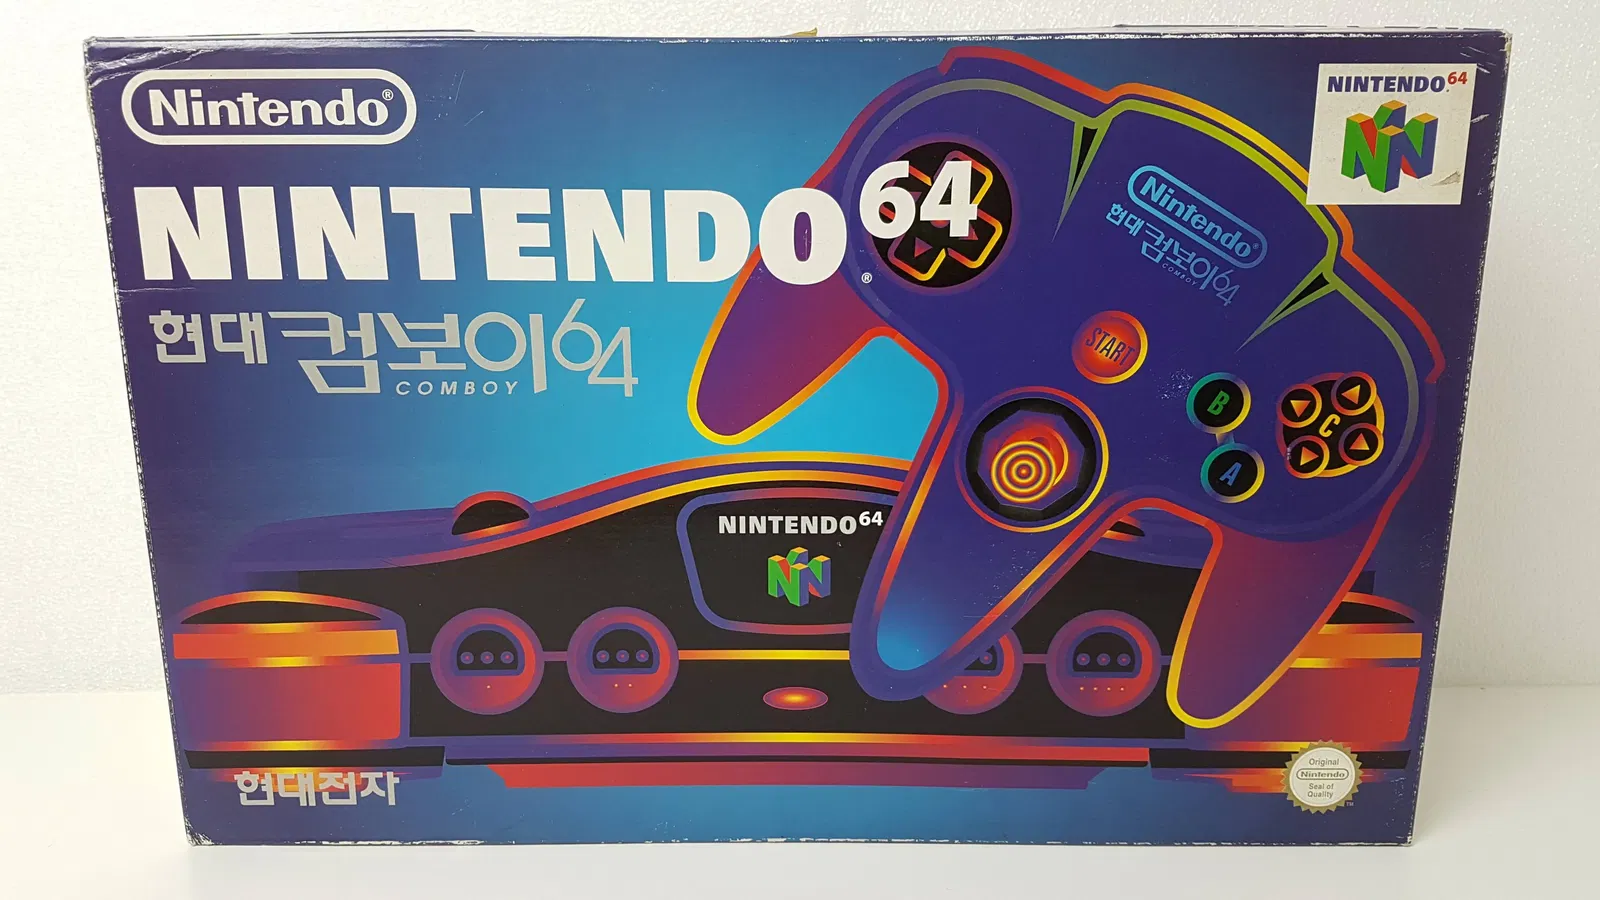 Nintendo®
NINTENDO64®
현대 컴보이64
COMBOY
NINTENDO64
Nintendo®
현대 컴보이64
COMBOY
START
B
A
C
NINTENDO64
현대전자
Original
Nintendo
Seal of
Quality
TM